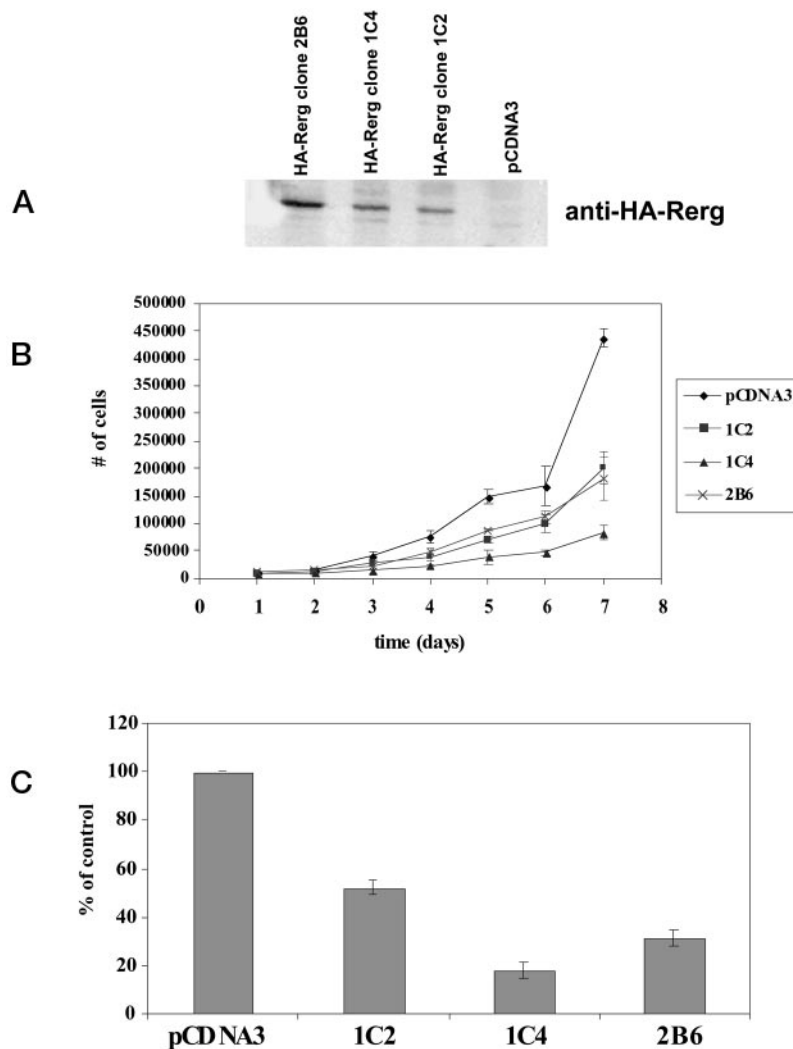 HA-Rerg clone 2B6
HA-Rerg clone 1C4
HA-Rerg clone 1C2
pCDNA3
A
anti-HA-Rerg
B
500000
450000
400000
350000
300000
250000
200000
150000
100000
50000
0
# of cells
0 1 2 3 4 5 6 7 8
time (days)
pCDNA3
1C2
1C4
2B6
C
120
100
80
60
40
20
0
% of control
pCDNA3 1C2 1C4 2B6